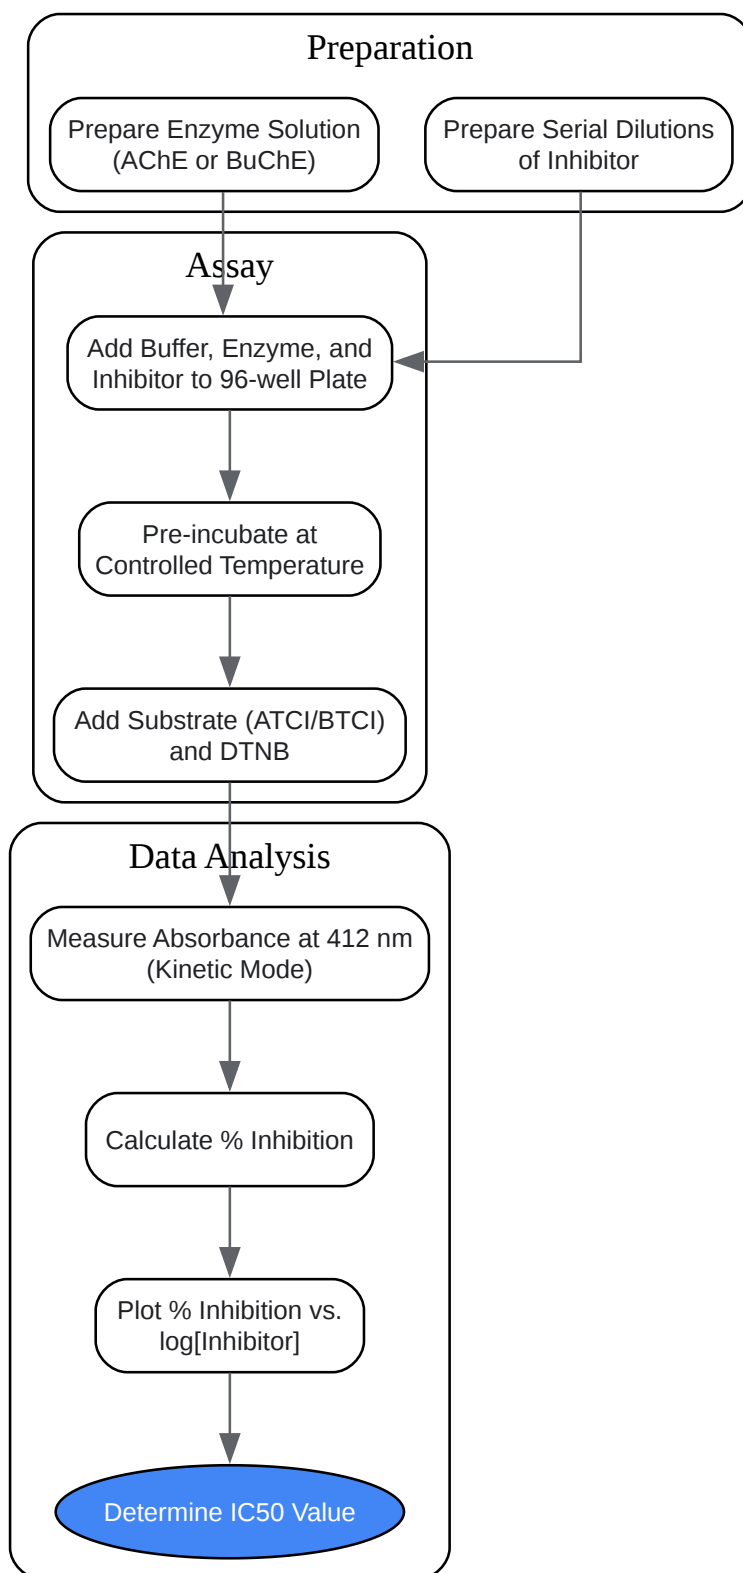 Preparation
Prepare Enzyme Solution
(AChE or BuChE)
Prepare Serial Dilutions
of Inhibitor
Assay
Add Buffer, Enzyme, and
Inhibitor to 96-well Plate
Pre-incubate at
Controlled Temperature
Add Substrate (ATCI/BTCI)
and DTNB
Data Analysis
Measure Absorbance at 412 nm
(Kinetic Mode)
Calculate % Inhibition
Plot % Inhibition vs.
log[Inhibitor]
Determine IC50 Value